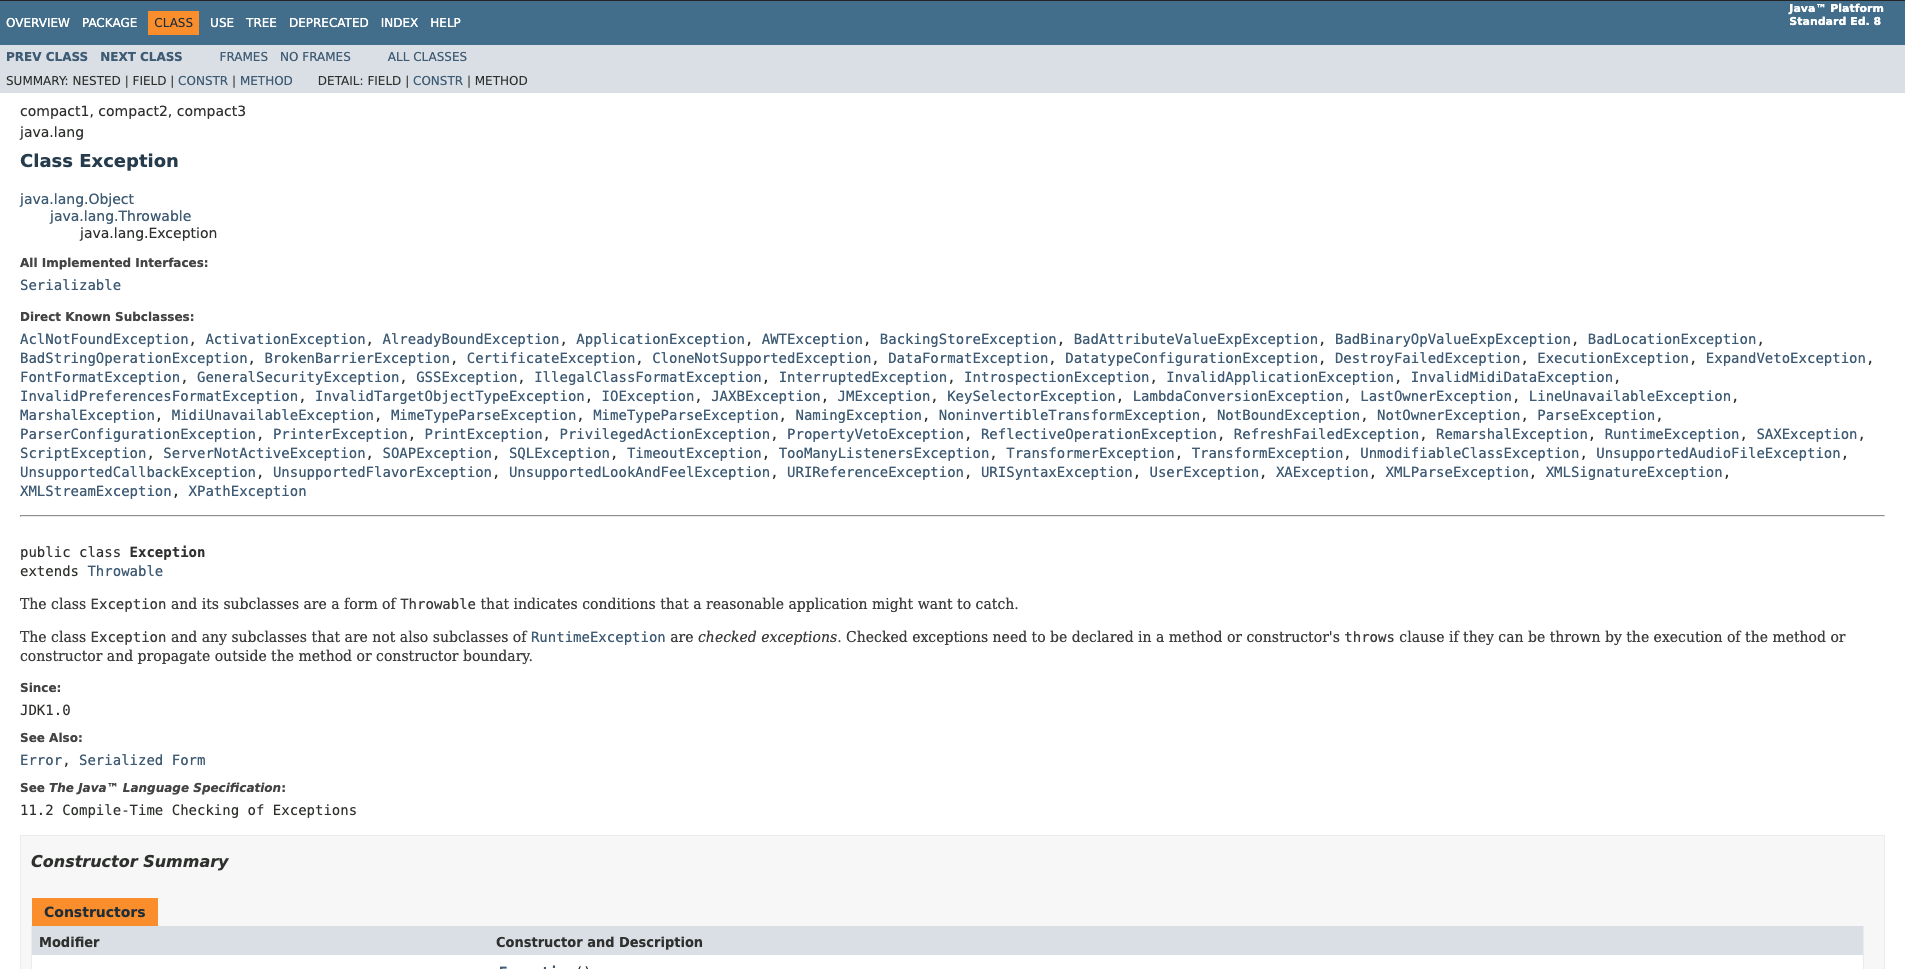 OVERVIEW PACKAGE CLASS USE TREE DEPRECATED INDEX HELP
Java™ Platform
Standard Ed. 8
PREV CLASS NEXT CLASS FRAMES NO FRAMES ALL CLASSES
SUMMARY: NESTED | FIELD | CONSTR | METHOD DETAIL: FIELD | CONSTR | METHOD
compact1, compact2, compact3
java.lang
Class Exception
java.lang.Object
java.lang.Throwable
java.lang.Exception
All Implemented Interfaces:
Serializable
Direct Known Subclasses:
AclNotFoundException, ActivationException, AlreadyBoundException, ApplicationException, AWTException, BackingStoreException, BadAttributeValueExpException, BadBinaryOpValueExpException, BadLocationException,
BadStringOperationException, BrokenBarrierException, CertificateException, CloneNotSupportedException, DataFormatException, DatatypeConfigurationException, DestroyFailedException, ExecutionException, ExpandVetoException,
FontFormatException, GeneralSecurityException, GSSException, IllegalClassFormatException, InterruptedException, IntrospectionException, InvalidApplicationException, InvalidMidiDataException,
InvalidPreferencesFormatException, InvalidTargetObjectTypeException, IOException, JAXBException, JMException, KeySelectorException, LambdaConversionException, LastOwnerException, LineUnavailableException,
MarshalException, MidiUnavailableException, MimeTypeParseException, MimeTypeParseException, NamingException, NoninvertibleTransformException, NotBoundException, NotOwnerException, ParseException,
ParserConfigurationException, PrinterException, PrintException, PrivilegedActionException, PropertyVetoException, ReflectiveOperationException, RefreshFailedException, RemarshalException, RuntimeException, SAXException,
ScriptException, ServerNotActiveException, SOAPException, SQLException, TimeoutException, TooManyListenersException, TransformerException, TransformException, UnmodifiableClassException, UnsupportedAudioFileException,
UnsupportedCallbackException, UnsupportedFlavorException, UnsupportedLookAndFeelException, URIReferenceException, URISyntaxException, UserException, XAException, XMLParseException, XMLSignatureException,
XMLStreamException, XPathException
public class Exception
extends Throwable
The class Exception and its subclasses are a form of Throwable that indicates conditions that a reasonable application might want to catch.
The class Exception and any subclasses that are not also subclasses of RuntimeException are checked exceptions. Checked exceptions need to be declared in a method or constructor's throws clause if they can be thrown by the execution of the method or
constructor and propagate outside the method or constructor boundary.
Since:
JDK1.0
See Also:
Error, Serialized Form
See The Java™ Language Specification:
11.2 Compile-Time Checking of Exceptions
Constructor Summary
Constructors
Modifier Constructor and Description
Exception()